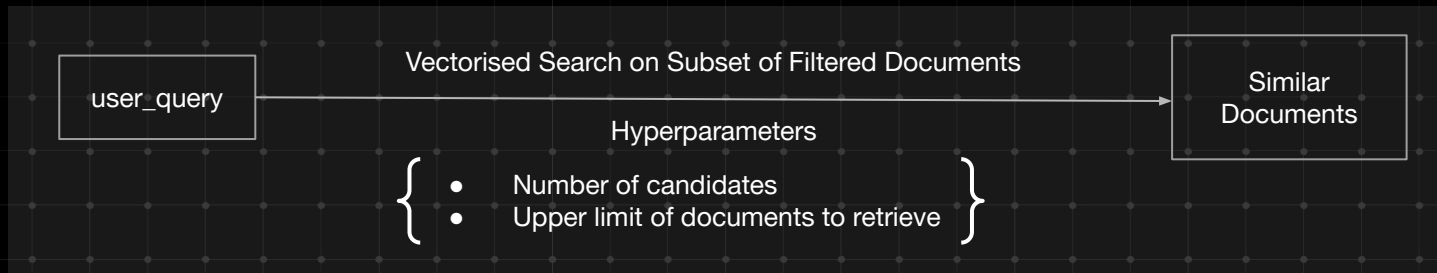 Vectorised Search on Subset of Filtered Documents
user_query
Similar
Documents
Hyperparameters
● Number of candidates
● Upper limit of documents to retrieve